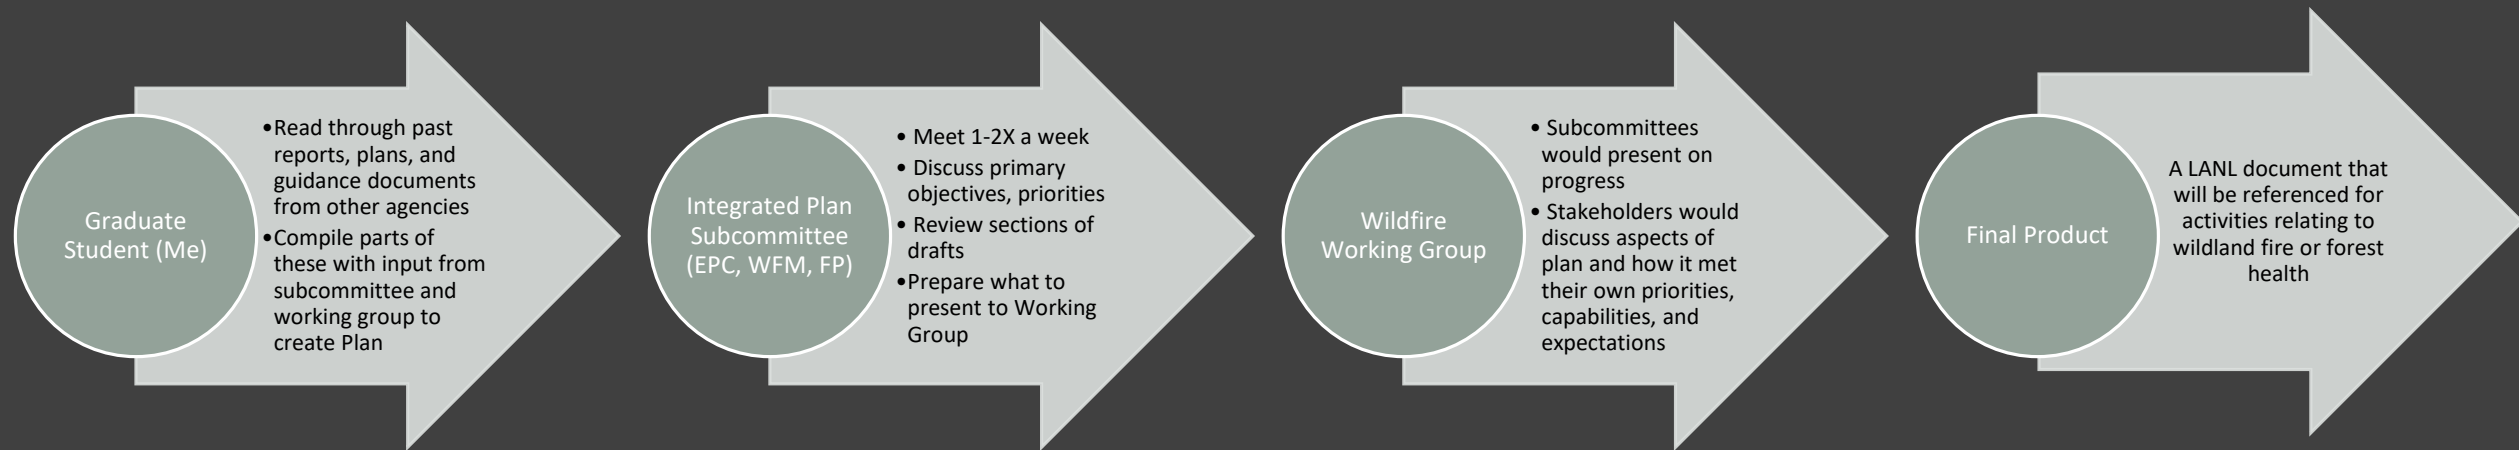 Graduate
Student (Me)
•Read through past
reports, plans, and
guidance documents
from other agencies
•Compile parts of
these with input from
subcommittee and
working group to
create Plan
Integrated Plan
Subcommittee
(EPC, WFM, FP)
• Meet 1-2X a week
• Discuss primary
objectives, priorities
• Review sections of
drafts
•Prepare what to
present to Working
Group
Wildfire
Working Group
• Subcommittees
would present on
progress
• Stakeholders would
discuss aspects of
plan and how it met
their own priorities,
capabilities, and
expectations
Final Product
A LANL document that
will be referenced for
activities relating to
wildland fire or forest
health